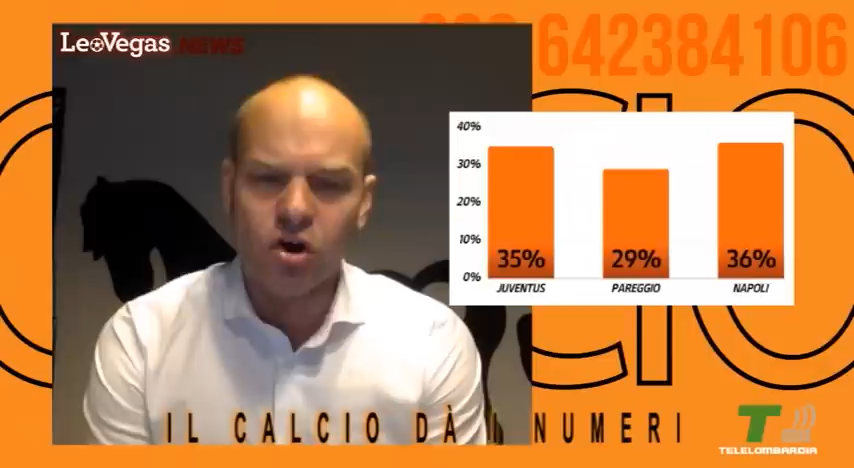 LeoVegas.NEWS
642384106
40%
30%
20%
10%
0%
35%
29%
36%
JUVENTUS
PAREGGIO
NAPOLI
IL CALCIO DÀ I NUMERI
T
TELELOMBARDIA